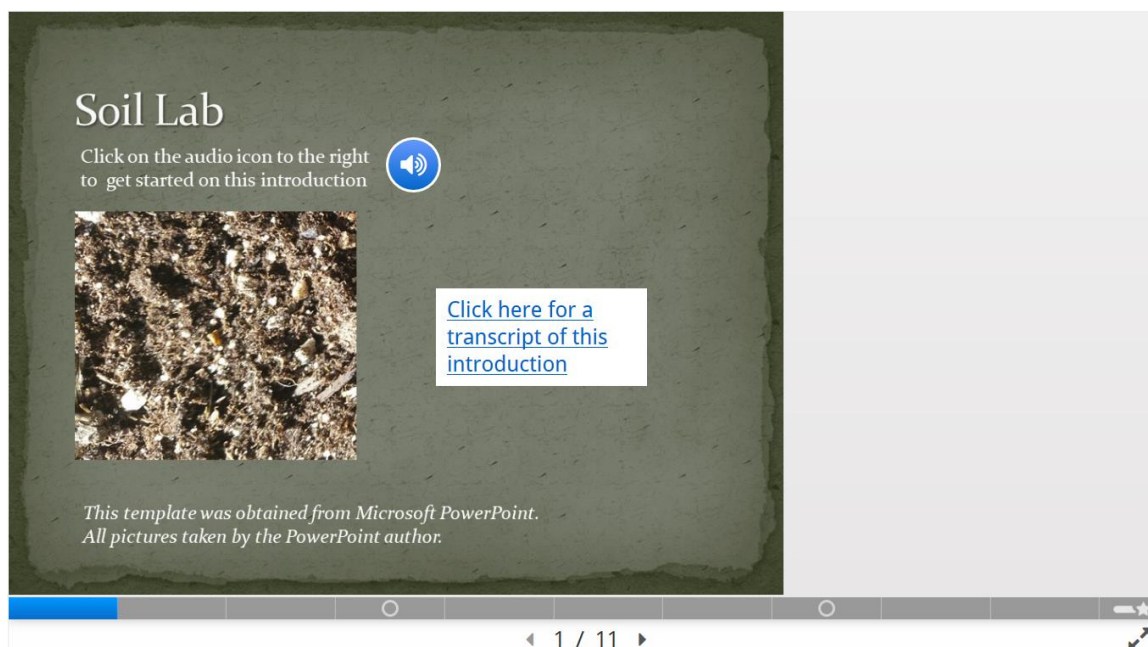 Soil Lab
Click on the audio icon to the right
to get started on this introduction
Click here for a
transcript of this
introduction
This template was obtained from Microsoft PowerPoint.
All pictures taken by the PowerPoint author.
1 / 11